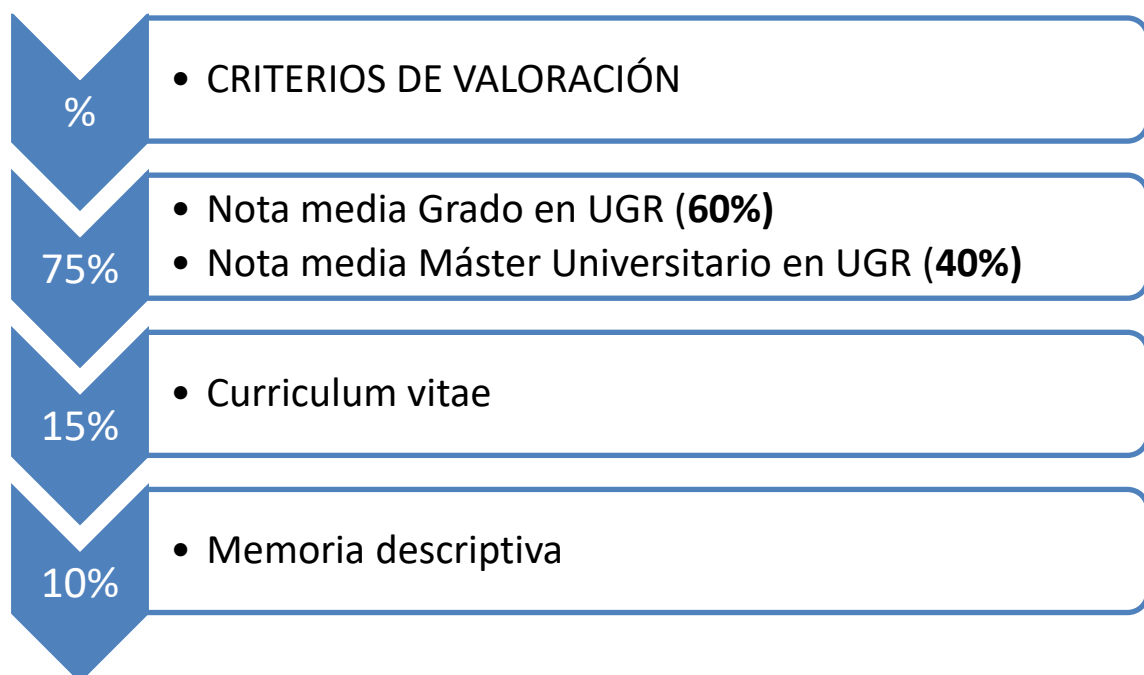 %
• CRITERIOS DE VALORACIÓN
75%
• Nota media Grado en UGR (60%)
• Nota media Máster Universitario en UGR (40%)
15%
• Curriculum vitae
10%
• Memoria descriptiva